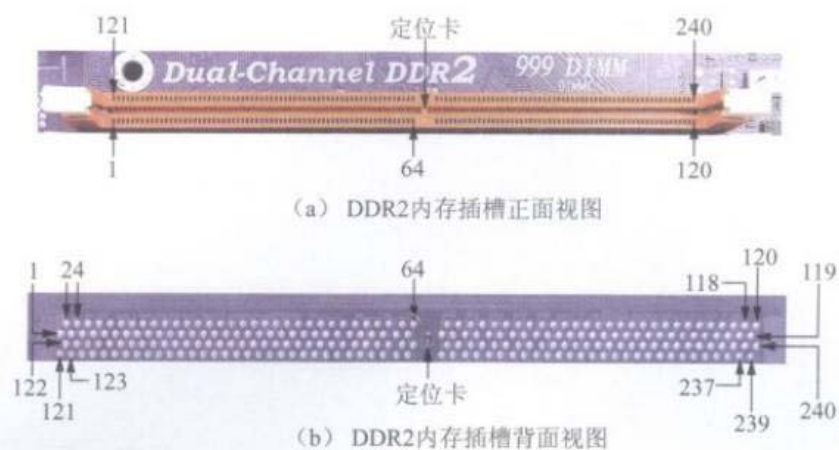 121 定位卡 240
Dual-Channel DDR2 999 DIMM
1 64 120
(a) DDR2内存插槽正面视图
1 24 64 118 120 119
122 121 123 定位卡 237 239 240
(b) DDR2内存插槽背面视图